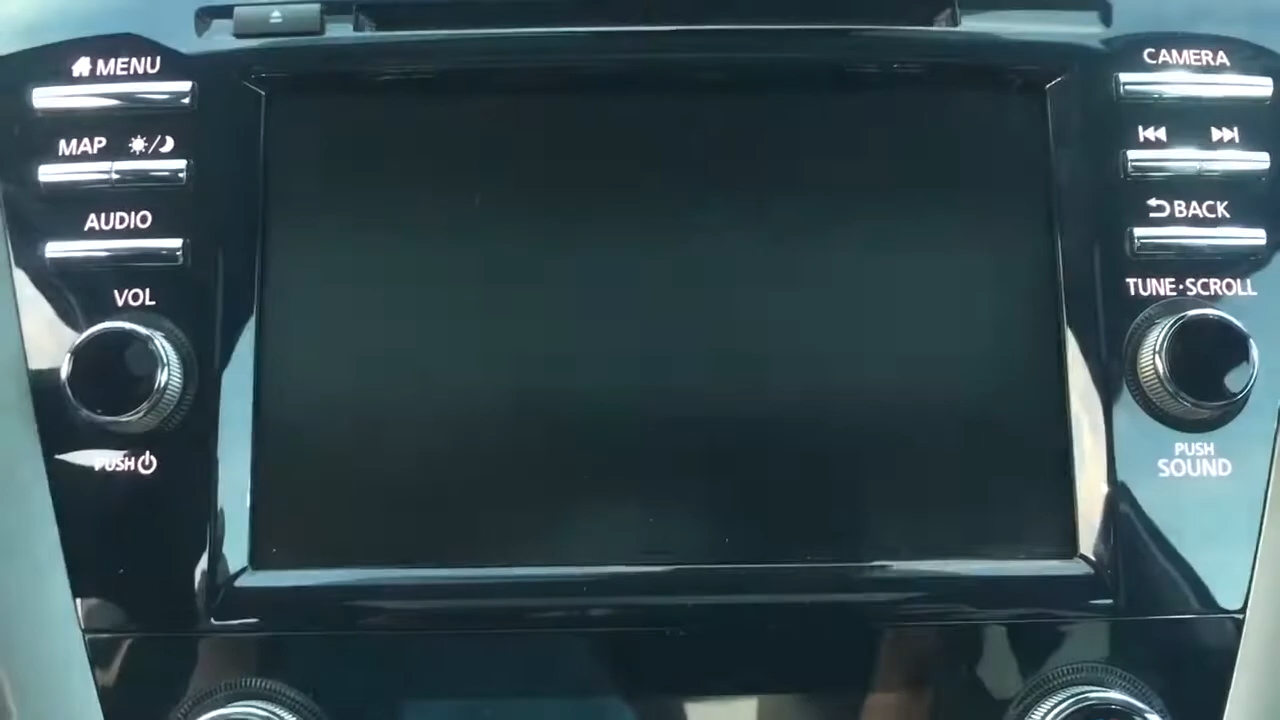 MENU
MAP
AUDIO
VOL
PUSH
CAMERA
BACK
TUNE·SCROLL
PUSH
SOUND